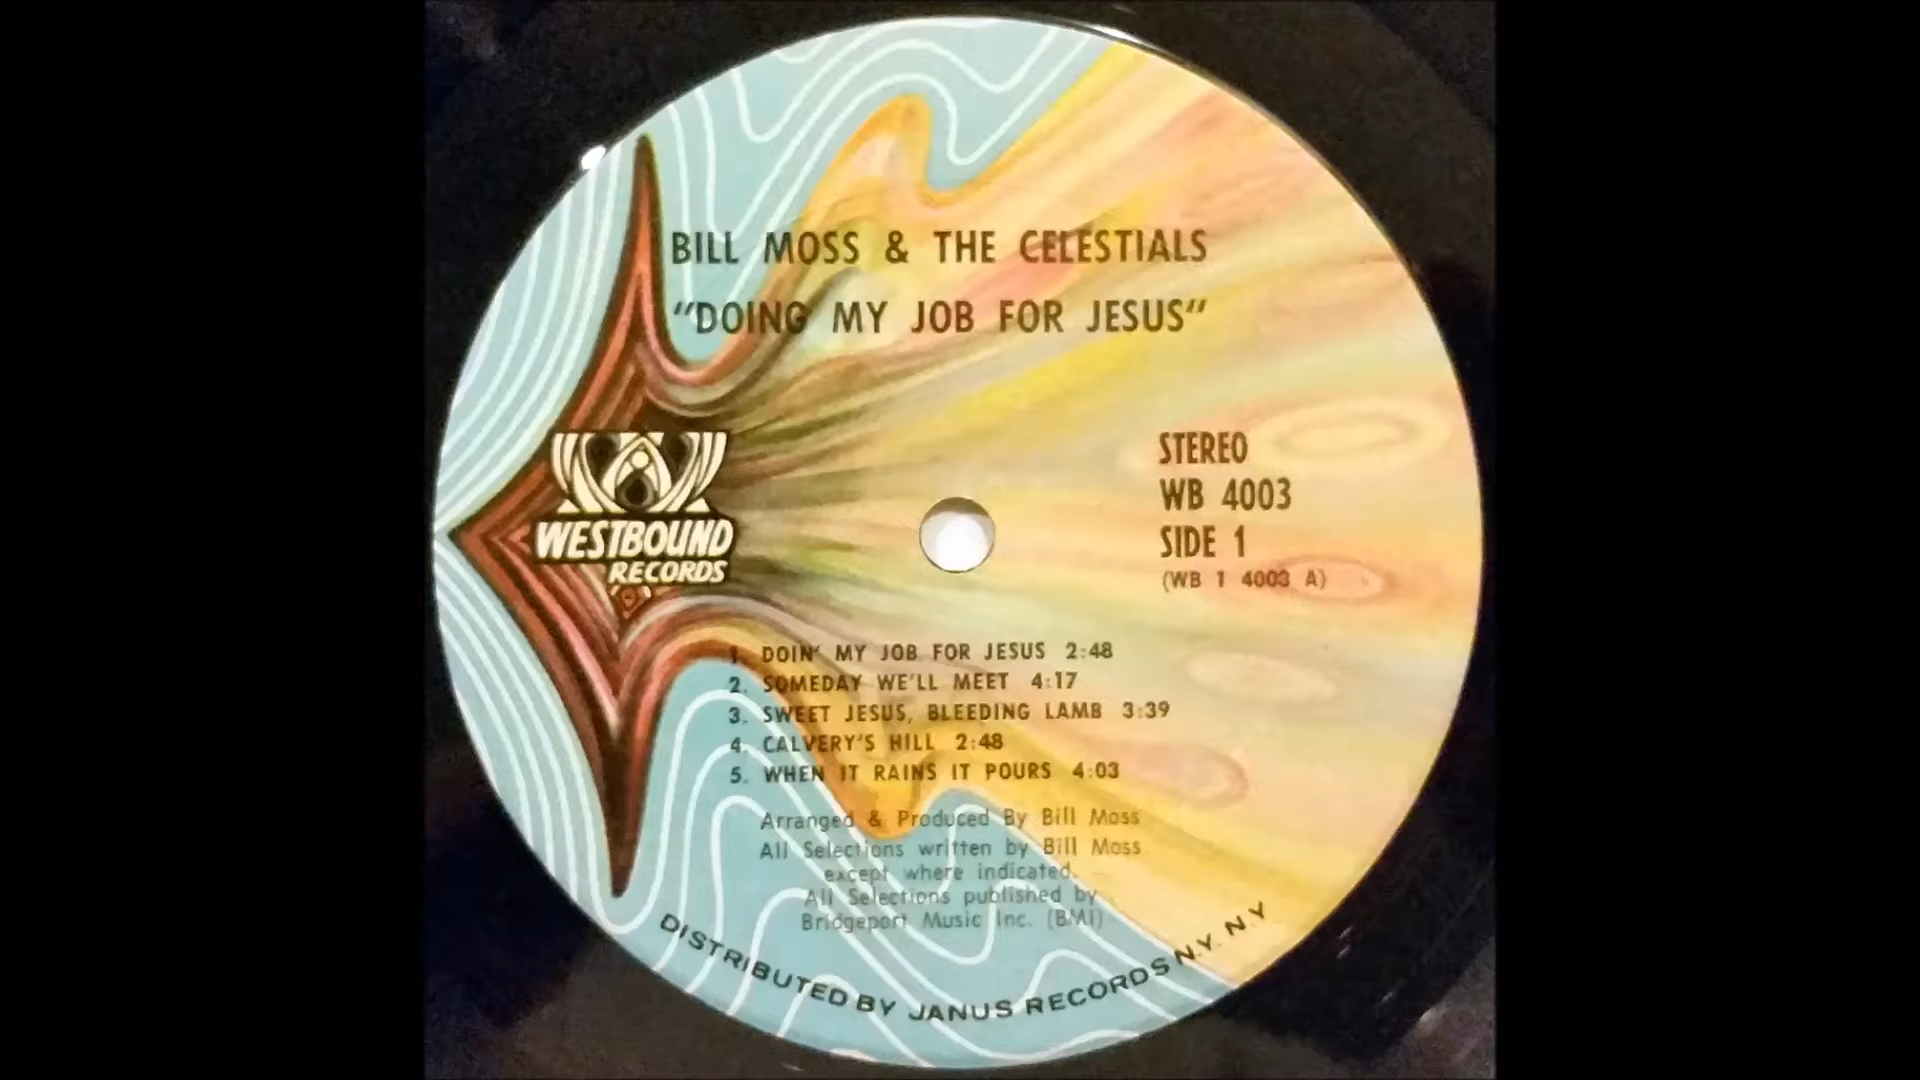 BILL MOSS & THE CELESTIALS
"DOING MY JOB FOR JESUS"
WESTBOUND
RECORDS
STEREO
WB 4003
SIDE 1
(WB 1 4003 A)
1. DOIN' MY JOB FOR JESUS 2:48
2. SOMEDAY WE'LL MEET 4:17
3. SWEET JESUS, BLEEDING LAMB 3:39
4. CALVERY'S HILL 2:48
5. WHEN IT RAINS IT POURS 4:03
Arranged & Produced By Bill Moss
All Selections written by Bill Moss
except where indicated.
All Selections published by
Bridgeport Music Inc. (BMI)
DISTRIBUTED BY JANUS RECORDS N.Y. N.Y